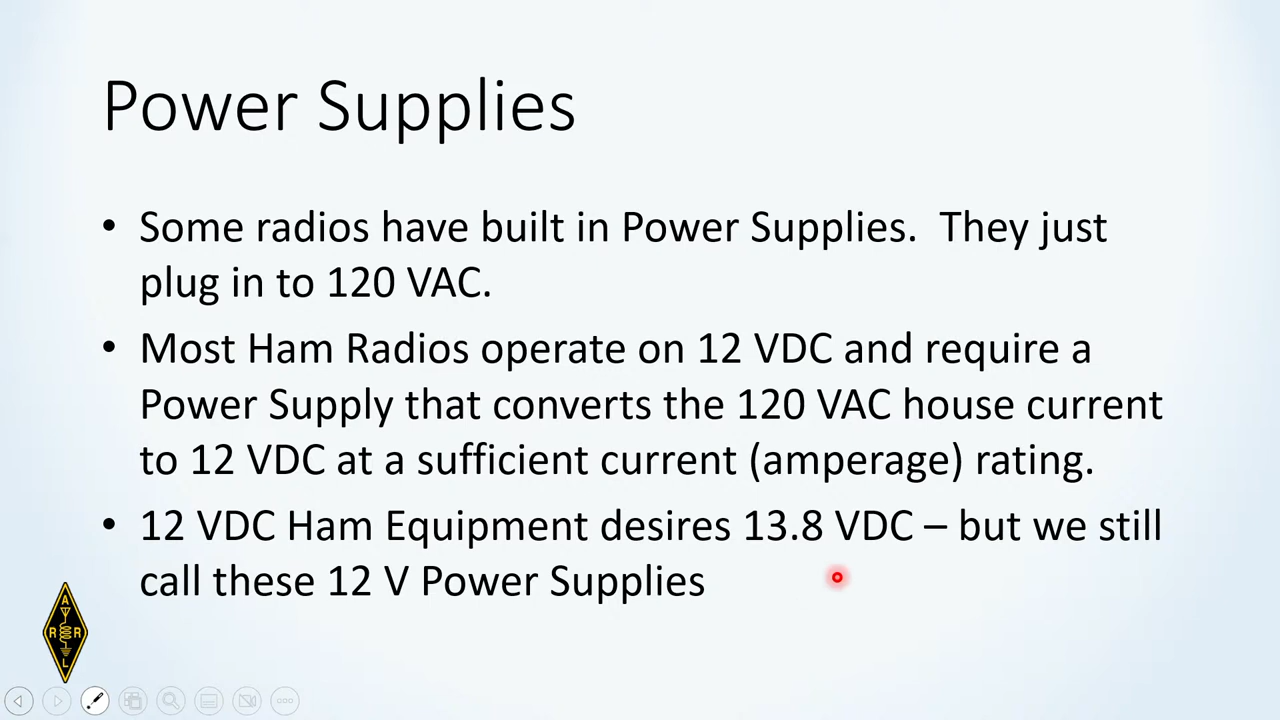 Power Supplies
• Some radios have built in Power Supplies.  They just
plug in to 120 VAC.
• Most Ham Radios operate on 12 VDC and require a
Power Supply that converts the 120 VAC house current
to 12 VDC at a sufficient current (amperage) rating.
• 12 VDC Ham Equipment desires 13.8 VDC – but we still
call these 12 V Power Supplies
A
R R
L